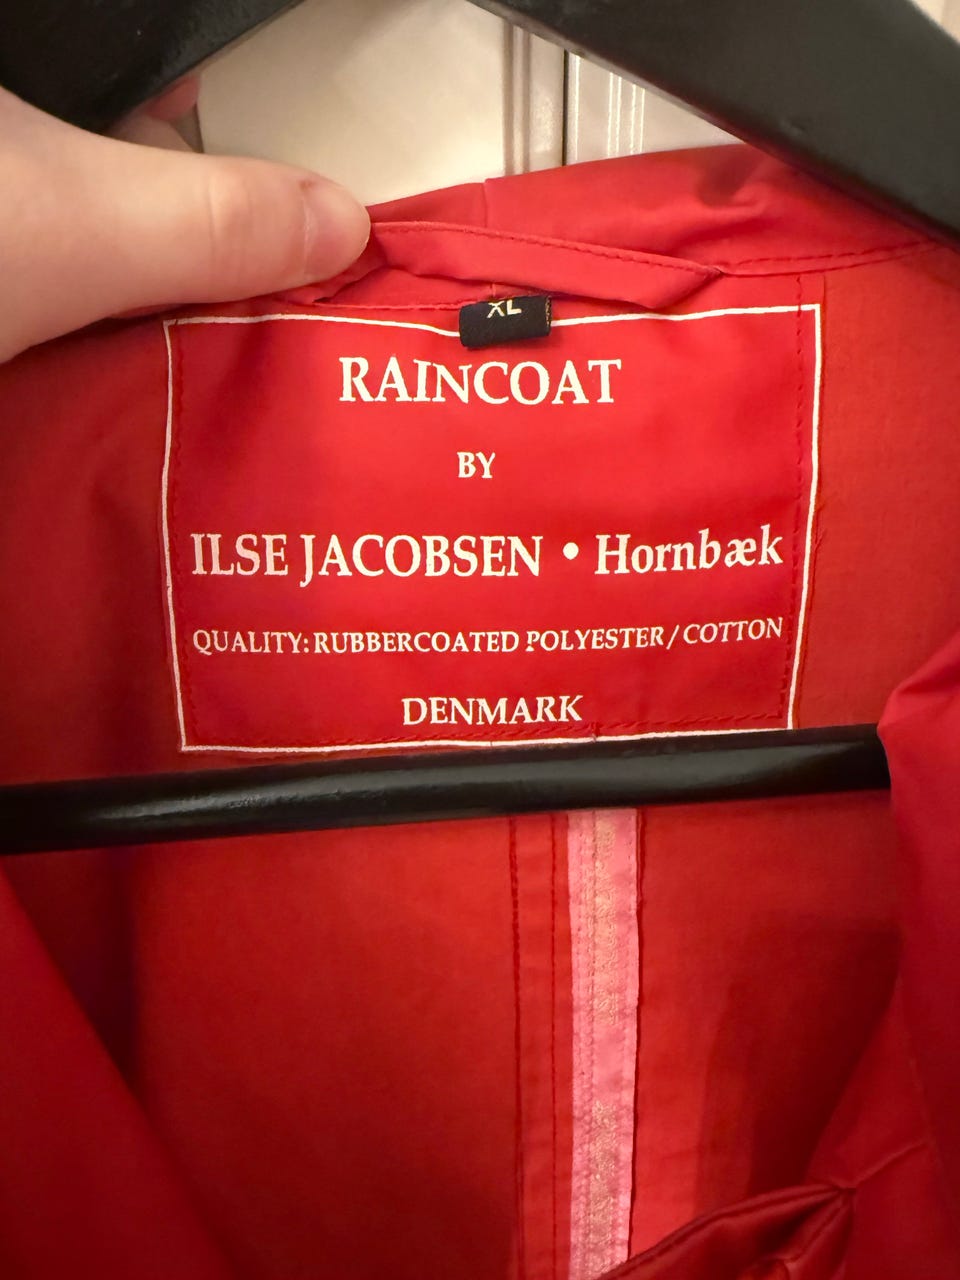 XL
RAINCOAT
BY
ILSE JACOBSEN • Hornbæk
QUALITY: RUBBERCOATED POLYESTER / COTTON
DENMARK